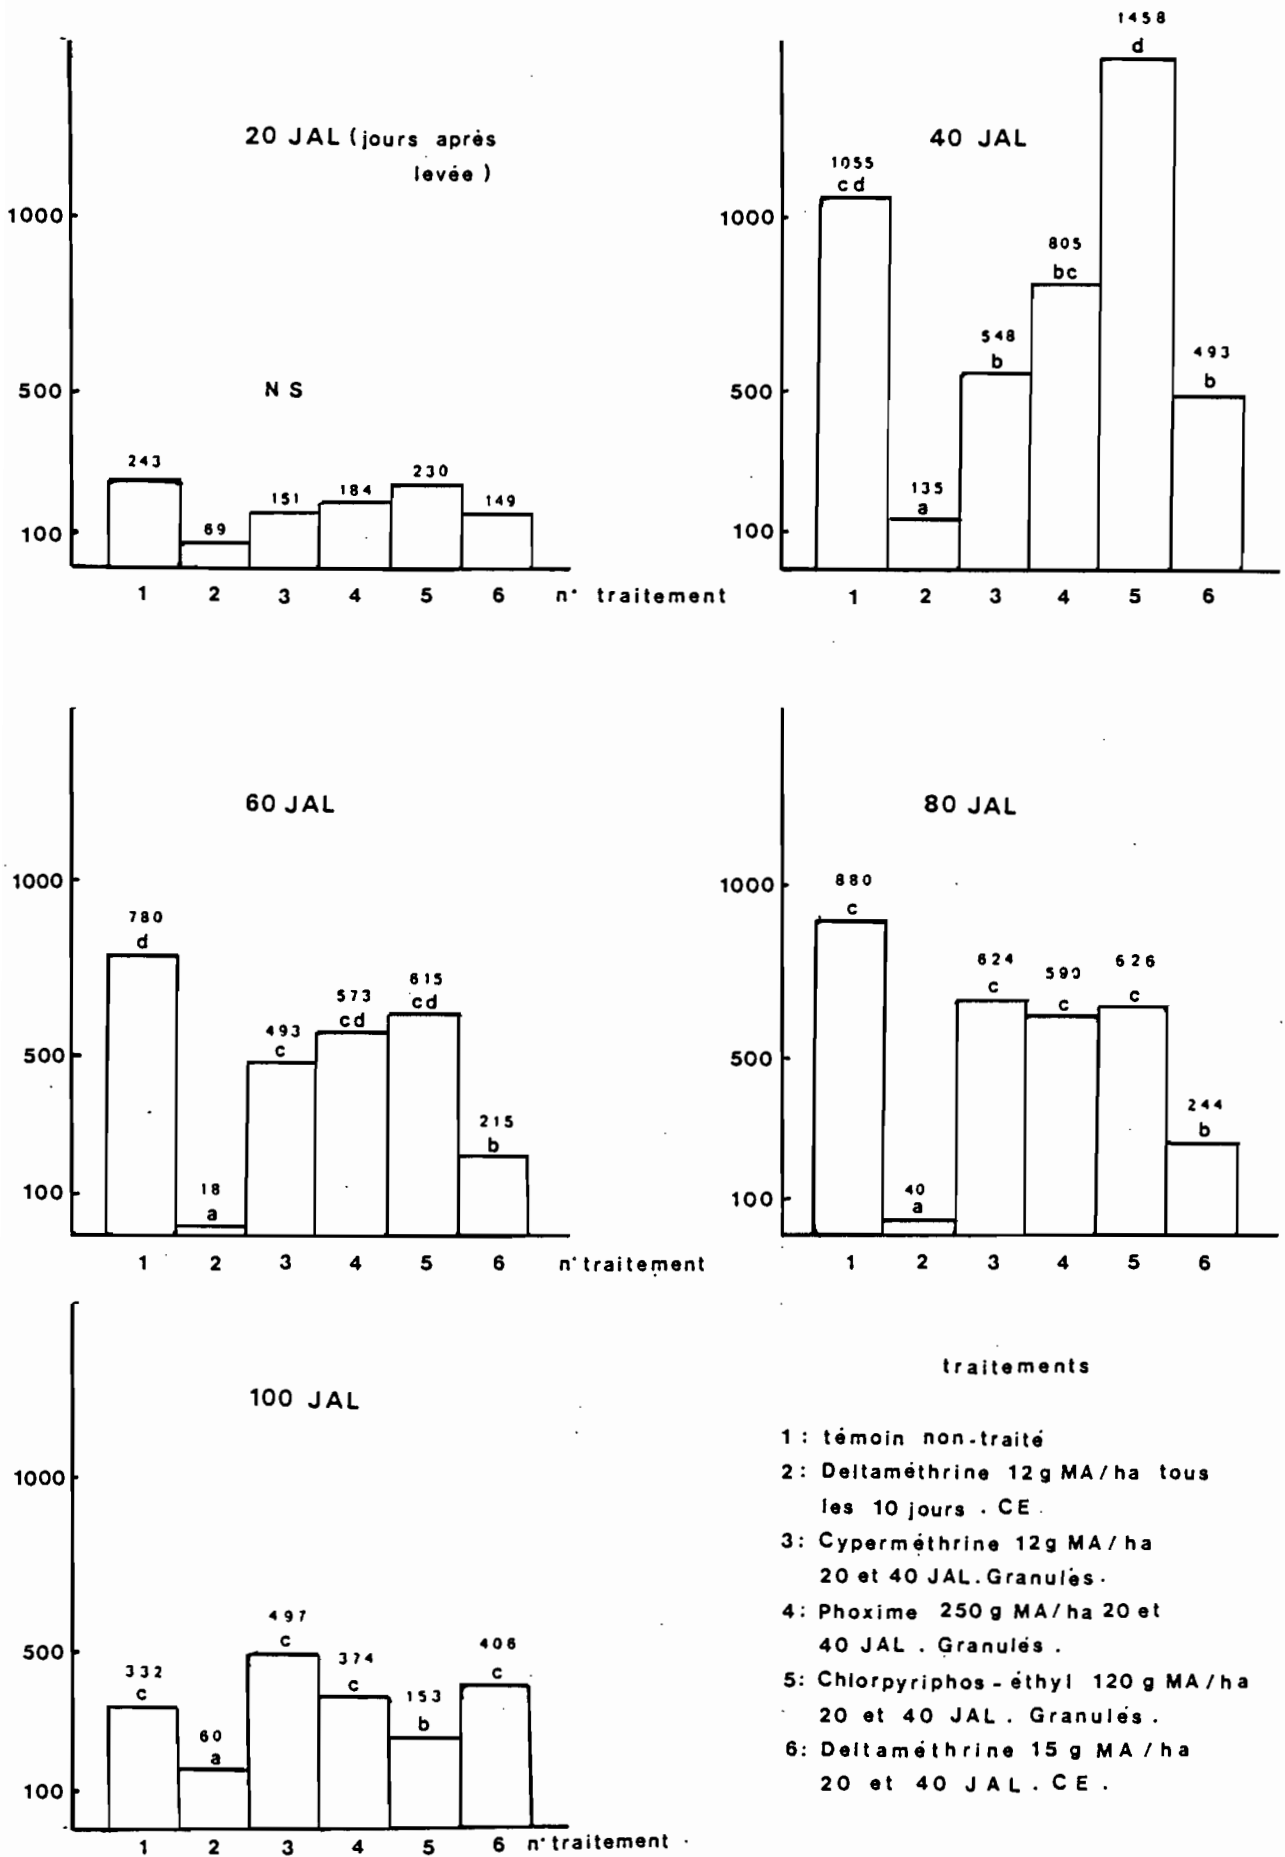 20 JAL (jours après
levée)
1000
500
100
N S
243
69
151
184
230
149
1 2 3 4 5 6 n° traitement
40 JAL
1000
500
100
1055
cd
135
a
548
b
805
bc
1458
d
493
b
1 2 3 4 5 6
60 JAL
1000
500
100
780
d
18
a
493
c
573
cd
615
cd
215
b
1 2 3 4 5 6 n° traitement
80 JAL
1000
500
100
880
c
40
a
624
c
590
c
626
c
244
b
1 2 3 4 5 6
100 JAL
1000
500
100
332
c
60
a
497
c
374
c
153
b
406
c
1 2 3 4 5 6 n° traitement
traitements
1 : témoin non-traité
2 : Deltaméthrine 12g MA/ha tous
les 10 jours . CE .
3 : Cyperméthrine 12g MA/ha
20 et 40 JAL. Granulés.
4 : Phoxime 250 g MA/ha 20 et
40 JAL . Granulés .
5 : Chlorpyriphos - éthyl 120 g MA/ha
20 et 40 JAL . Granulés .
6 : Deltaméthrine 15 g MA/ha
20 et 40 JAL . CE .